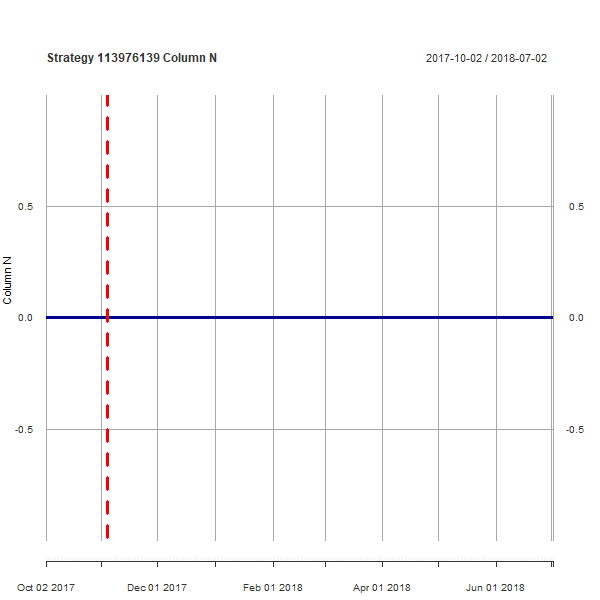 Strategy 113976139 Column N
2017-10-02 / 2018-07-02
0.5
0.5
Column N
0.0
0.0
-0.5
-0.5
Oct 02 2017
Dec 01 2017
Feb 01 2018
Apr 01 2018
Jun 01 2018